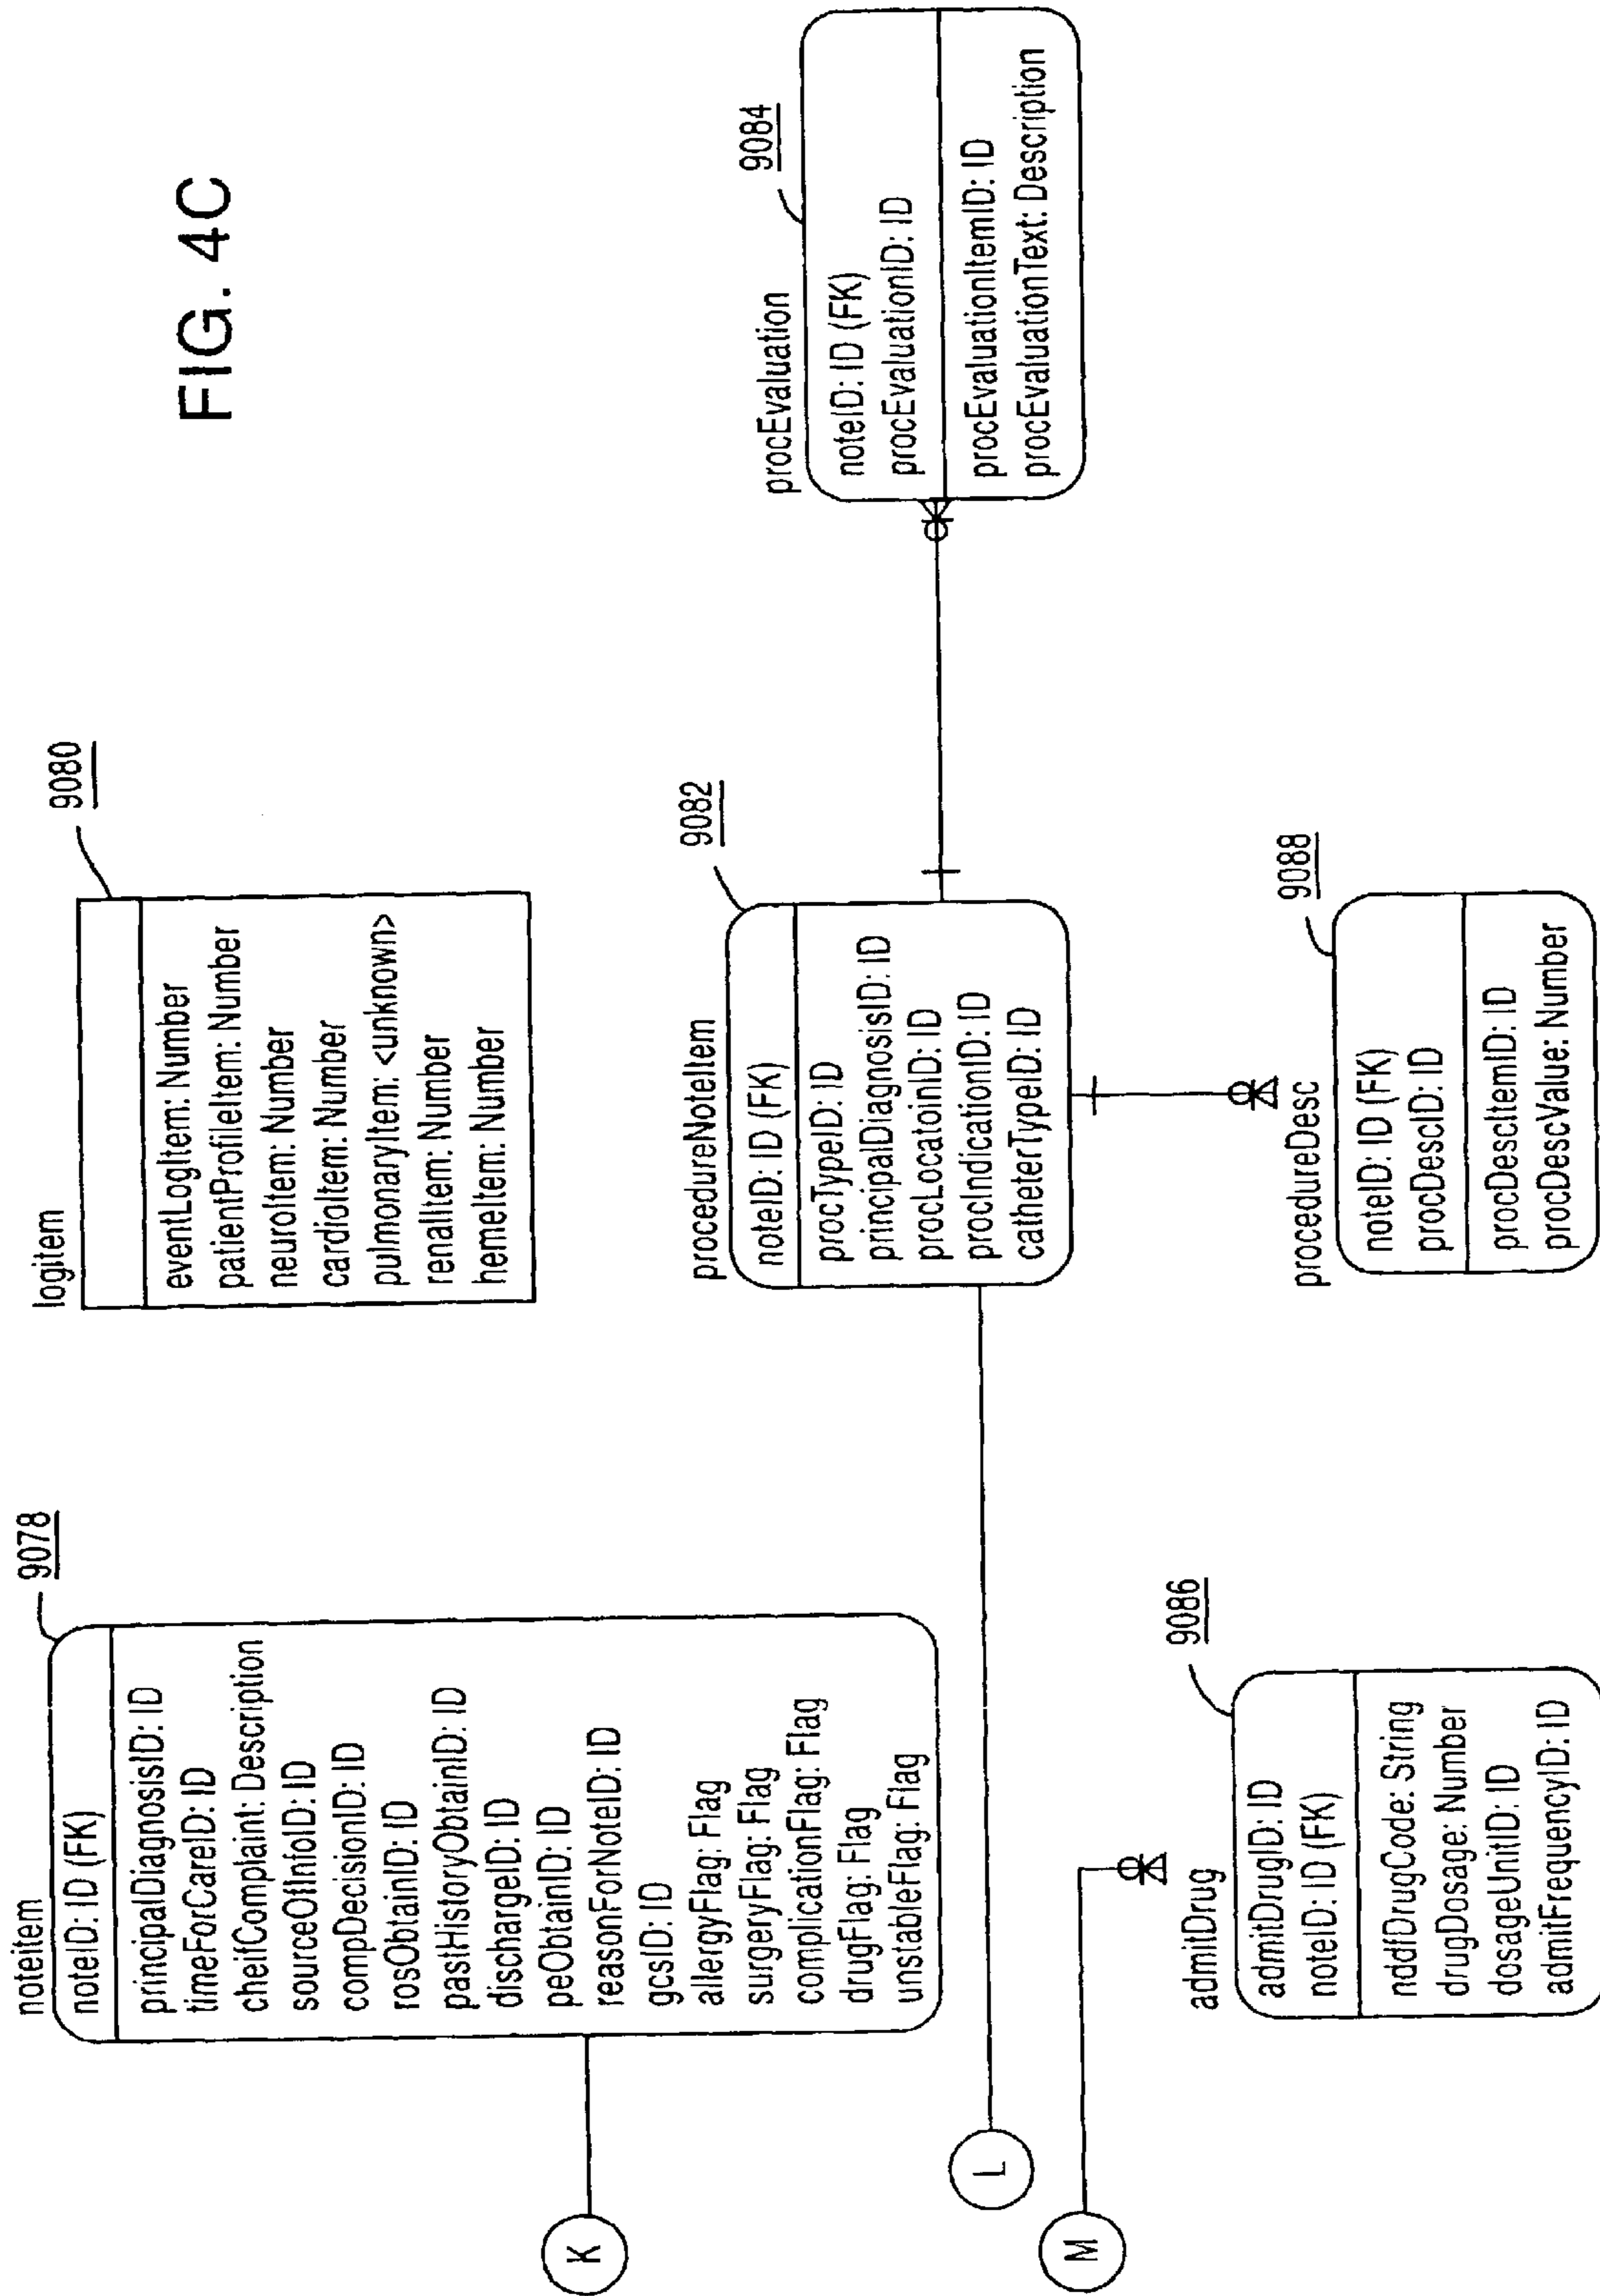 FIG. 4C
noteitem
9078
noteID: ID (FK)
principalDiagnosisID: ID
timeForCareID: ID
cheifComplaint: Description
sourceOfInfoID: ID
compDecisionID: ID
rosObtainID: ID
pastHistoryObtainID: ID
dischargeID: ID
peObtainID: ID
reasonForNoteID: ID
gcsID: ID
allergyFlag: Flag
surgeryFlag: Flag
complicationFlag: Flag
drugFlag: Flag
unstableFlag: Flag
logitem
9080
eventLogItem: Number
patientProfileItem: Number
neuroItem: Number
cardioItem: Number
pulmonaryItem: <unknown>
renalItem: Number
hemeItem: Number
K
L
M
procedureNoteItem
9082
noteID: ID (FK)
procTypeID: ID
principalDiagnosisID: ID
procLocatoinID: ID
procIndicationID: ID
catheterTypeID: ID
procEvaluation
9084
noteID: ID (FK)
procEvaluationID: ID
procEvaluationItemID: ID
procEvaluationText: Description
admitDrug
9086
admitDrugID: ID
noteID: ID (FK)
nddfDrugCode: String
drugDosage: Number
dosageUnitID: ID
admitFrequencyID: ID
procedureDesc
9088
noteID: ID (FK)
procDescID: ID
procDescItemID: ID
procDescValue: Number